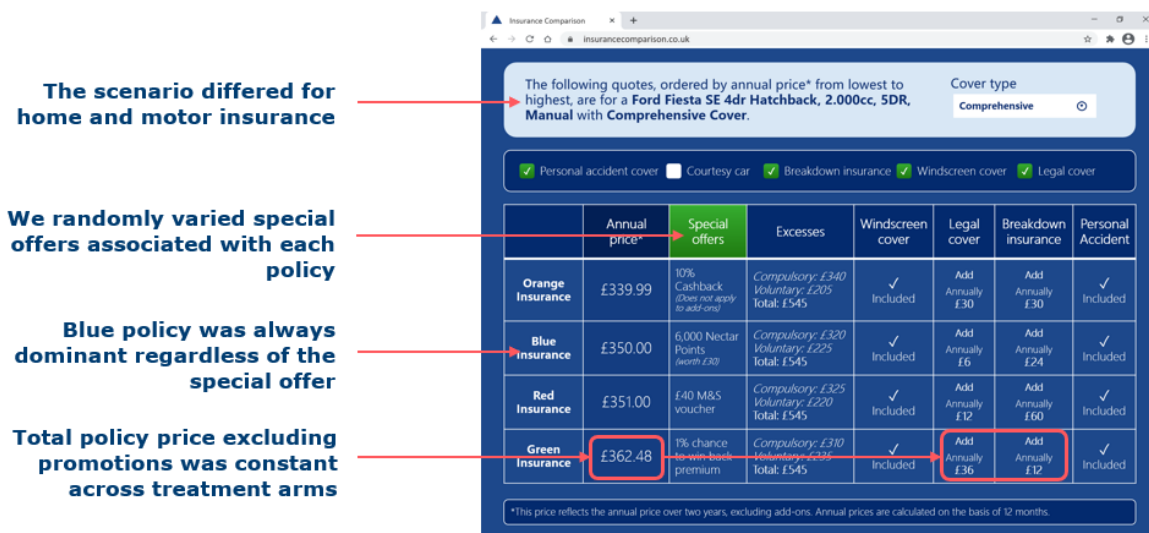 Insurance Comparison
insurancecomparison.co.uk
The scenario differed for
home and motor insurance
The following quotes, ordered by annual price* from lowest to
highest, are for a Ford Fiesta SE 4dr Hatchback, 2.000cc, 5DR,
Manual with Comprehensive Cover.
Cover type
Comprehensive
Personal accident cover Courtesy car Breakdown insurance Windscreen cover Legal cover
We randomly varied special
offers associated with each
policy
Annual price* Special offers Excesses Windscreen cover Legal cover Breakdown insurance Personal Accident
Orange Insurance £339.99 10% Cashback (Does not apply to add-ons) Compulsory: £340 Voluntary: £205 Total: £545 Included Add Annually £30 Add Annually £30 Included
Blue policy was always
dominant regardless of the
special offer
Blue Insurance £350.00 6,000 Nectar Points (worth £30) Compulsory: £320 Voluntary: £225 Total: £545 Included Add Annually £6 Add Annually £24 Included
Red Insurance £351.00 £40 M&S voucher Compulsory: £325 Voluntary: £220 Total: £545 Included Add Annually £12 Add Annually £60 Included
Total policy price excluding
promotions was constant
across treatment arms
Green Insurance £362.48 1% chance to win back premium Compulsory: £310 Voluntary: £235 Total: £545 Included Add Annually £36 Add Annually £12 Included
*This price reflects the annual price over two years, excluding add-ons. Annual prices are calculated on the basis of 12 months.